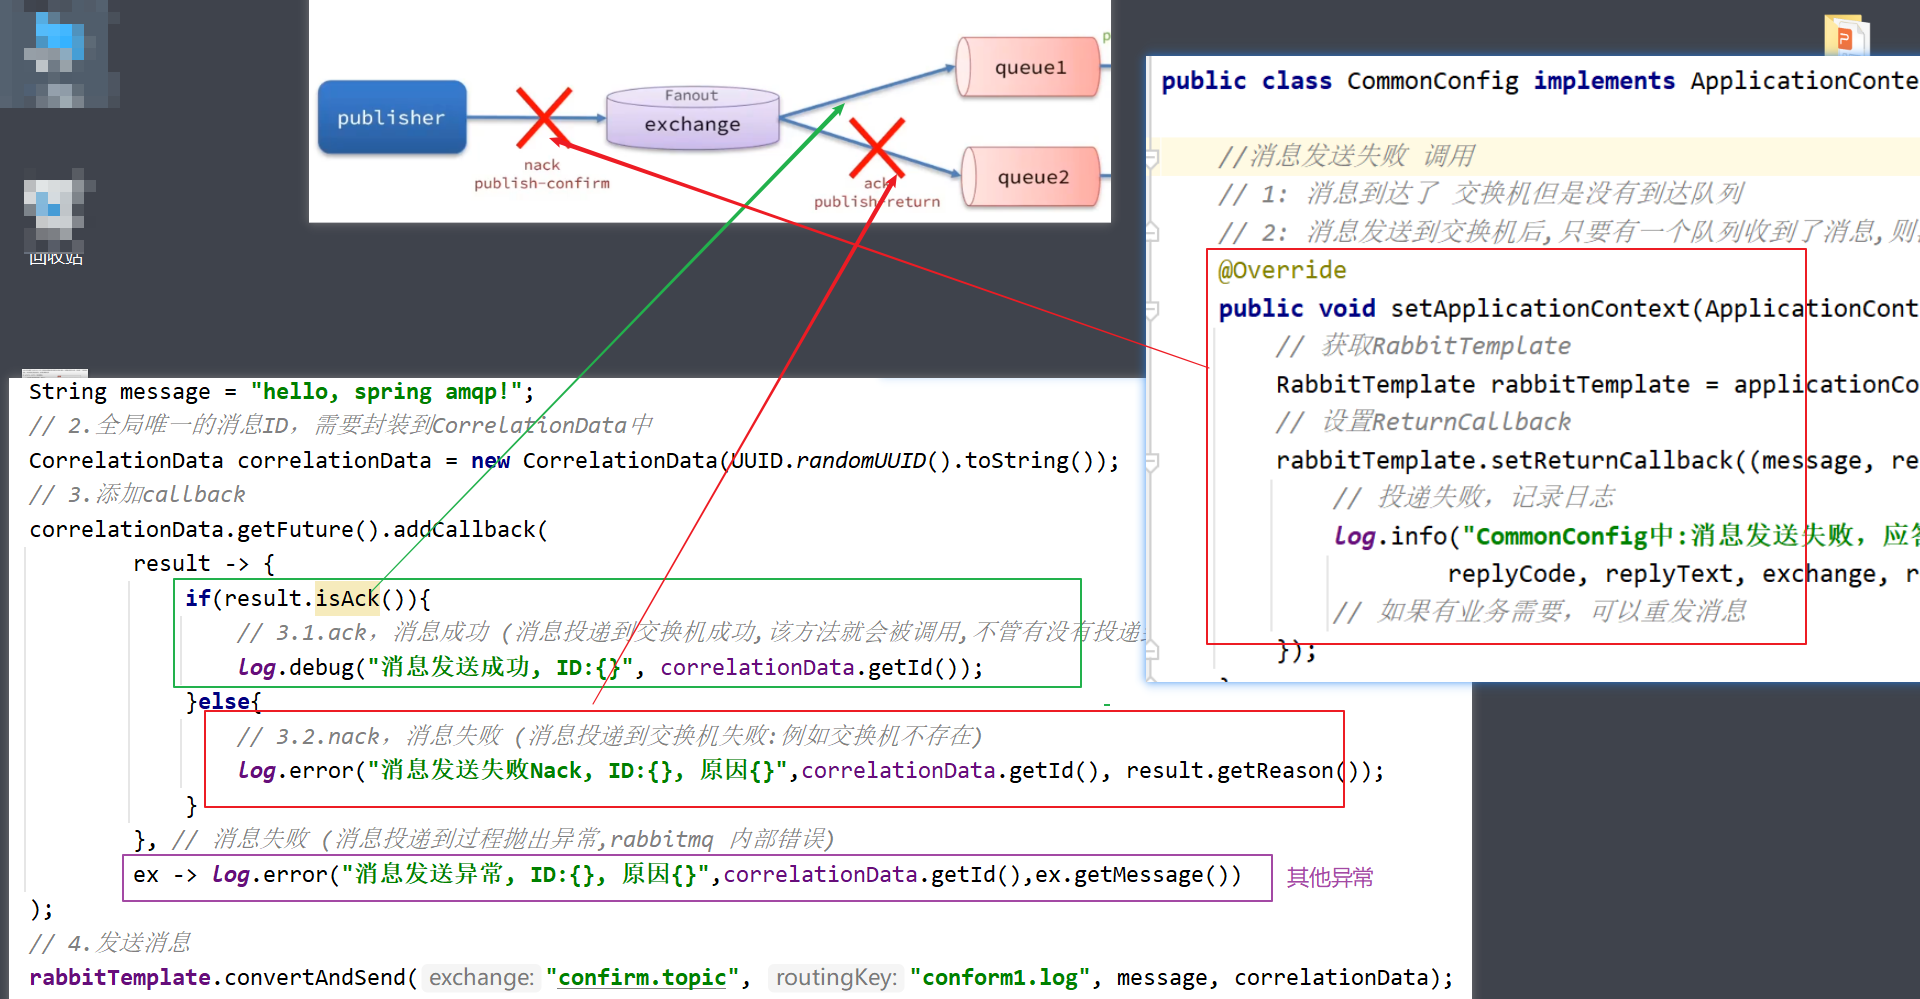 publisher
nack
publish-confirm
Fanout
exchange
ack
publish-return
queue1
queue2
P
回收站
public class CommonConfig implements ApplicationConte
//消息发送失败 调用
// 1: 消息到达了 交换机但是没有到达队列
// 2: 消息发送到交换机后,只要有一个队列收到了消息,则
@Override
public void setApplicationContext(ApplicationCont
// 获取RabbitTemplate
RabbitTemplate rabbitTemplate = applicationCo
// 设置ReturnCallback
rabbitTemplate.setReturnCallback((message, re
// 投递失败, 记录日志
log.info("CommonConfig中:消息发送失败, 应答
replyCode, replyText, exchange, r
// 如果有业务需要, 可以重发消息
});
String message = "hello, spring amqp!";
// 2.全局唯一的消息ID, 需要封装到CorrelationData中
CorrelationData correlationData = new CorrelationData(UUID.randomUUID().toString());
// 3.添加callback
correlationData.getFuture().addCallback(
result -> {
if(result.isAck()){
// 3.1.ack, 消息成功 (消息投递到交换机成功,该方法就会被调用,不管有没有投递
log.debug("消息发送成功, ID:{}", correlationData.getId());
}else{
// 3.2.nack, 消息失败 (消息投递到交换机失败:例如交换机不存在)
log.error("消息发送失败Nack, ID:{}, 原因{}",correlationData.getId(), result.getReason());
}
}, // 消息失败 (消息投递到过程抛出异常,rabbitmq 内部错误)
ex -> log.error("消息发送异常, ID:{}, 原因{}",correlationData.getId(),ex.getMessage())
其他异常
);
// 4.发送消息
rabbitTemplate.convertAndSend( exchange: "confirm.topic", routingKey: "conform1.log", message, correlationData);